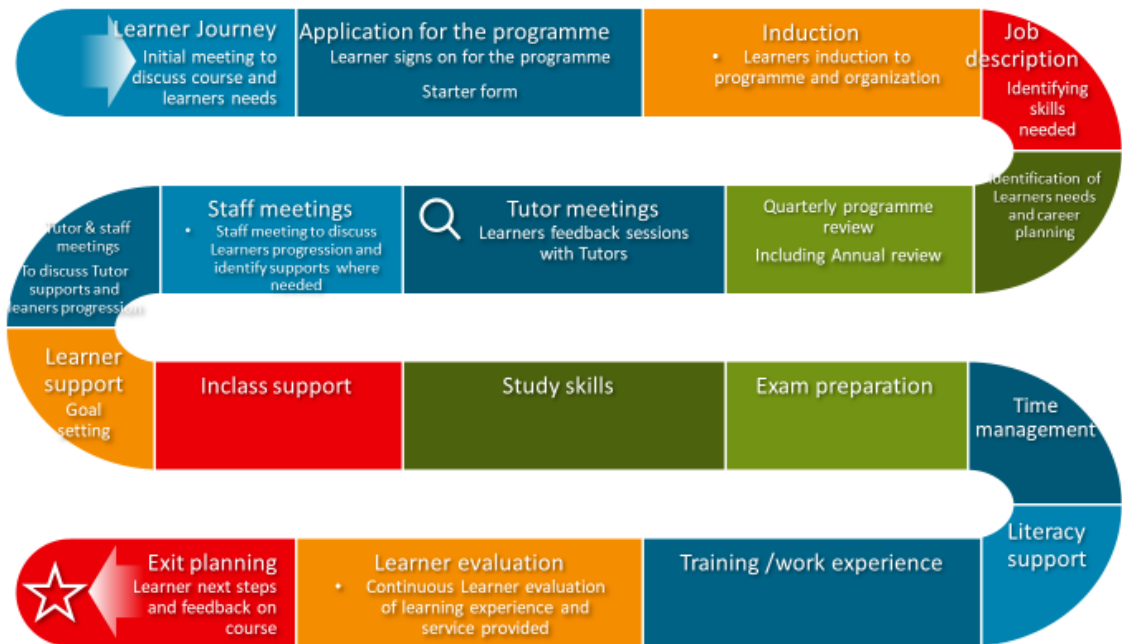 Learner Journey
Initial meeting to
discuss course and
learners needs
Application for the programme
Learner signs on for the programme
Starter form
Induction
• Learners induction to
programme and organization
Job
description
Identifying
skills
needed
Identification of
Learners needs
and career
planning
Quarterly programme
review
Including Annual review
Tutor meetings
Learners feedback sessions
with Tutors
Staff meetings
• Staff meeting to discuss
Learners progression and
identify supports where
needed
Tutor & staff
meetings
To discuss Tutor
supports and
leaners progression
Learner
support
Goal
setting
Inclass support
Study skills
Exam preparation
Time
management
Literacy
support
Training /work experience
Learner evaluation
• Continuous Learner evaluation
of learning experience and
service provided
Exit planning
Learner next steps
and feedback on
course